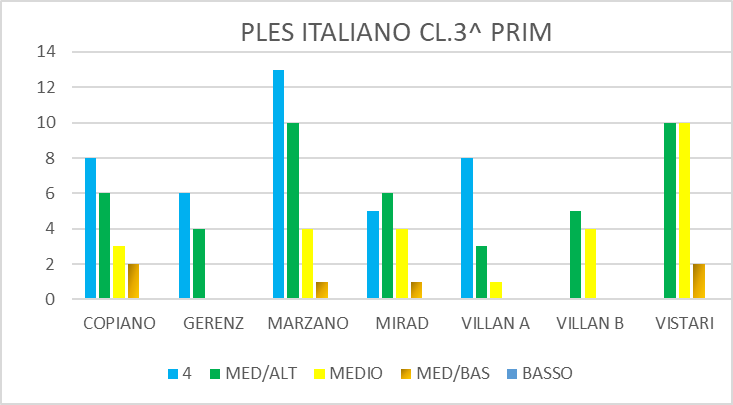 PLES ITALIANO CL.3^ PRIM
14
12
10
8
6
4
2
0
COPIANO GERENZ MARZANO MIRAD VILLAN A VILLAN B VISTARI
4 MED/ALT MEDIO MED/BAS BASSO